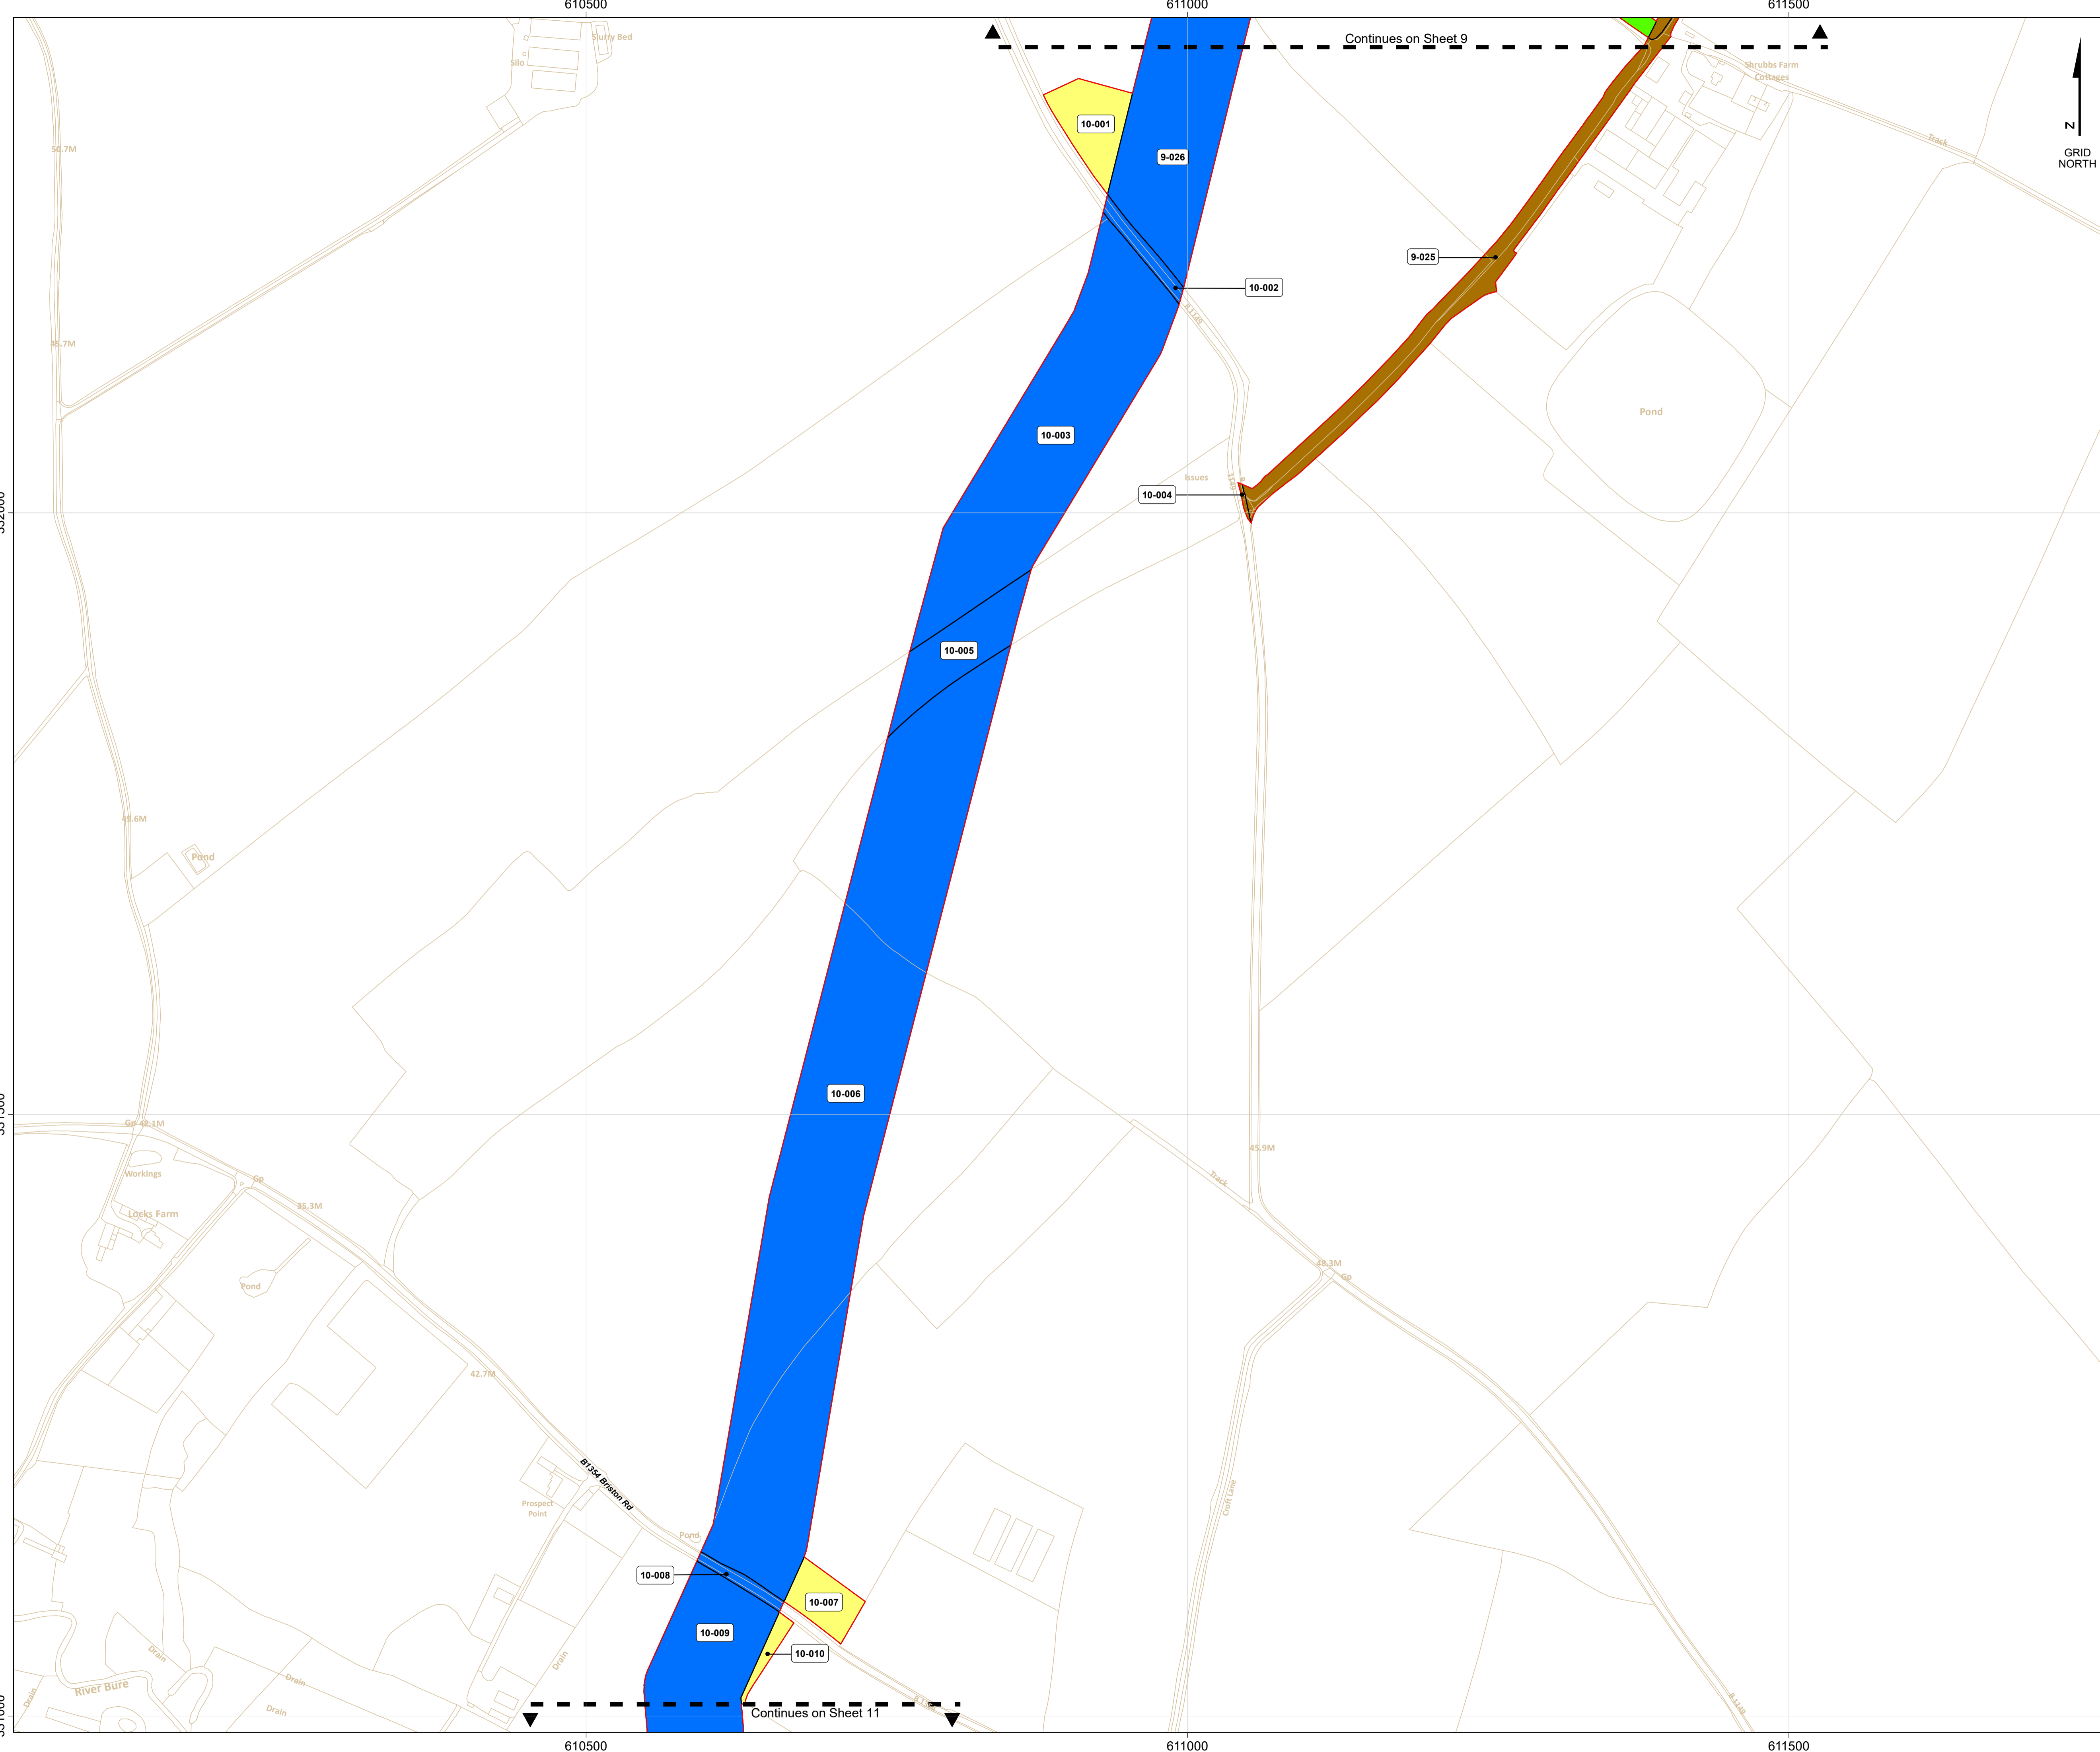 610500
611000
611500
Slurry Bed
Silo
Continues on Sheet 9
Shrubbs Farm
Cottages
Track
N
GRID
NORTH
50.7M
10-001
9-026
9-025
10-002
B 1149
45.7M
10-003
Pond
Issues
10-004
10-005
49.6M
Pond
10-006
Gp
Workings
Gp
Locks Farm
35.3M
Pond
45.9M
Track
48.3M
Gp
42.7M
B1354 Briston Rd
Prospect
Point
Croft Lane
Pond
10-008
10-007
10-009
10-010
Drain
Drain
Drain
Drain
Drain
River Bure
B 1149
Continues on Sheet 11
610500
611000
611500